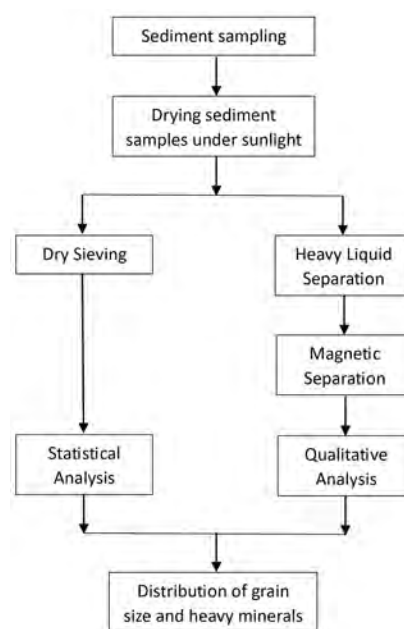 Sediment sampling
Drying sediment
samples under sunlight
Dry Sieving
Heavy Liquid
Separation
Magnetic
Separation
Statistical
Analysis
Qualitative
Analysis
Distribution of grain
size and heavy minerals